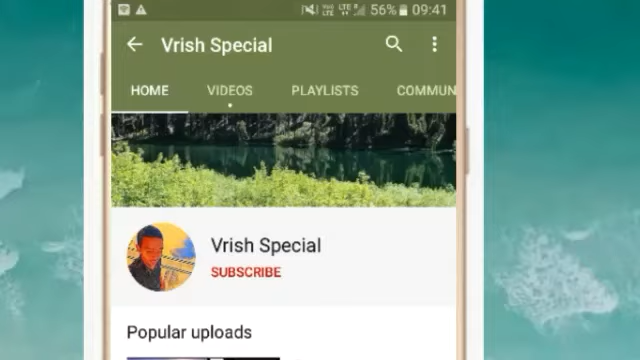 56% 09:41
Vrish Special
HOME VIDEOS PLAYLISTS COMMUN
Vrish Special
SUBSCRIBE
Popular uploads